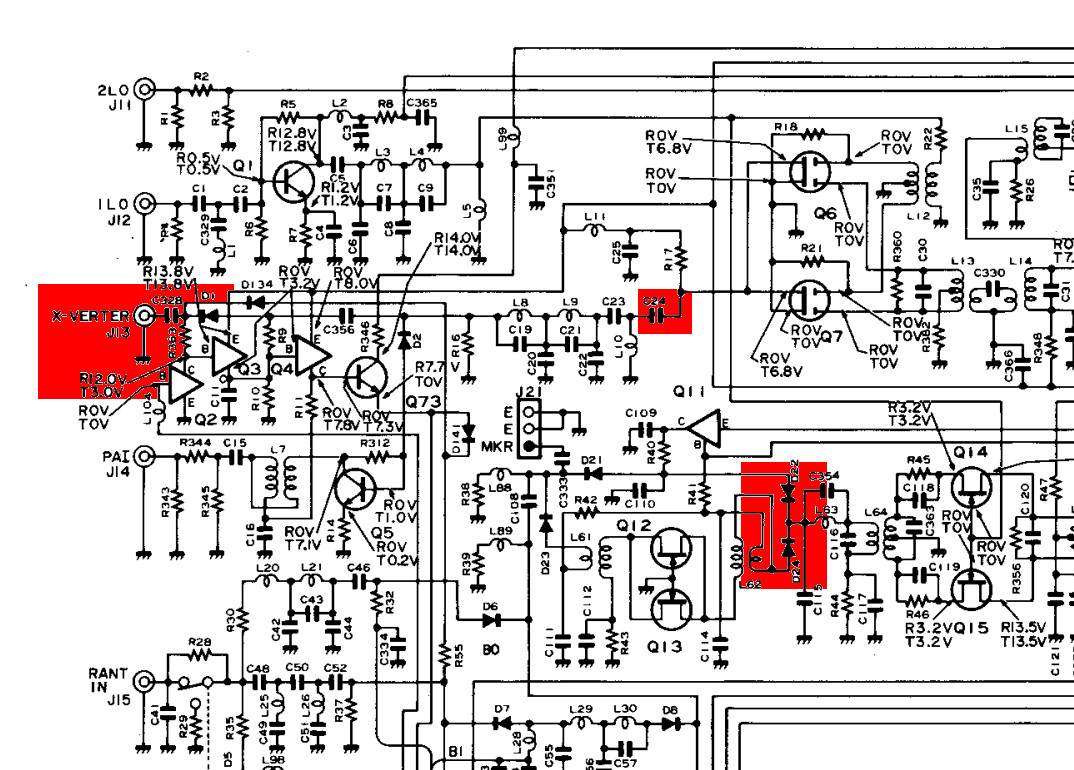 R2
2LO
J11
R1
R3
R5
L2
R8
C365
C3
R12.8V
T12.8V
R0.5V
T0.5V
Q1
C5
L3
L4
R1.2V
T1.2V
C7
C9
1LO
J12
C1
C2
R4
C329
L1
R6
R7
C4
C6
C8
L5
L99
C351
R14.0V
T14.0V
R13.8V
T13.8V
R0V
T3.2V
R0V
T8.0V
D1
D134
C328
X-VERTER
J13
R363
R9
C356
R346
D2
R16
L8
L9
C23
C24
C19
C21
C20
C22
L10
L11
C25
R17
B
E
C
Q3
Q4
R12.0V
T3.0V
R0V
T0V
L104
Q2
C11
R10
R11
R0V
T7.8V
R0V
T7.3V
R7.7
T0V
Q73
D141
J21
E
E
MKR
PAI
J14
R344
C15
L7
R312
R343
R345
C16
R0V
T7.1V
R14
Q5
R0V
T1.0V
R0V
T0.2V
R18
R0V
T6.8V
R0V
T0V
R0V
T0V
Q6
R0V
T0V
R22
L12
L15
C35
R26
R21
R360
C30
L13
C330
L14
C31
R0V
T0V
Q7
R0V
T0V
R0V
T6.8V
R0V
T0V
R382
C366
R348
Q11
C109
C
E
B
R40
R41
R38
L88
D21
C333
C110
C108
R42
R39
L89
D23
L61
Q12
Q13
C111
C112
R43
C114
L62
D22
D24
C354
L63
C116
L64
C115
R44
C117
R3.2V
T3.2V
Q14
R45
C118
C363
C120
R47
R0V
T0V
R0V
T0V
C119
R356
R46
R3.2V
T3.2V
Q15
R13.5V
T13.5V
C121
L20
L21
C46
C43
R30
C42
C44
R32
C334
R55
D6
B0
R28
RANT
IN
J15
C41
R29
C48
C50
C52
R35
L25
C49
L26
C51
R37
D5
L98
B1
D7
L28
L29
L30
D8
C55
C57